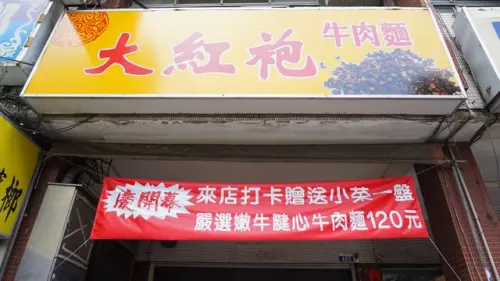 大紅袍 牛肉麵
慶開幕
來店打卡贈送小菜一盤
嚴選嫩牛腱心牛肉麵120元